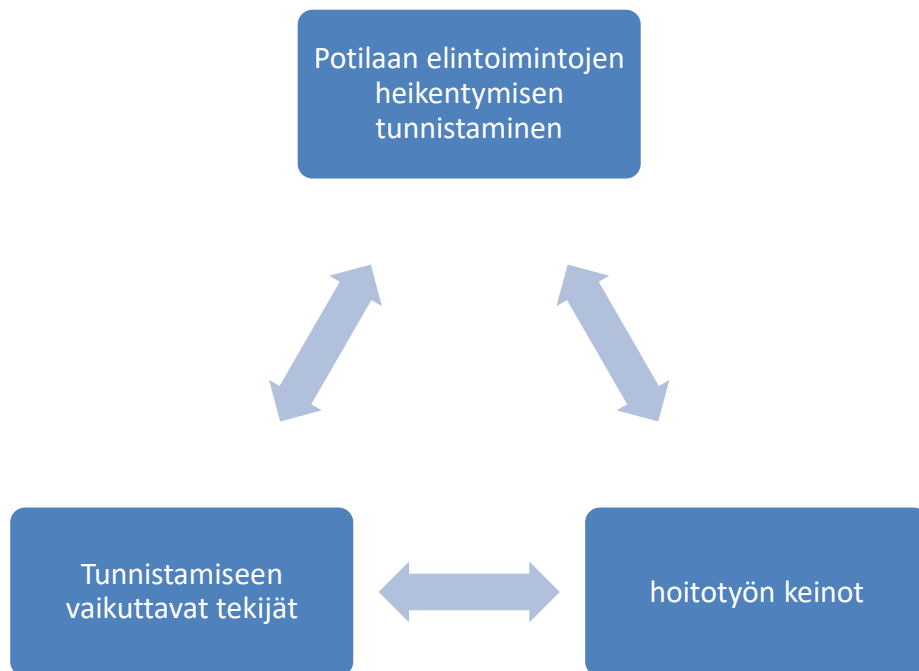 Potilaan elintoimintojen
heikentymisen
tunnistaminen
Tunnistamiseen
vaikuttavat tekijät
hoitotyön keinot